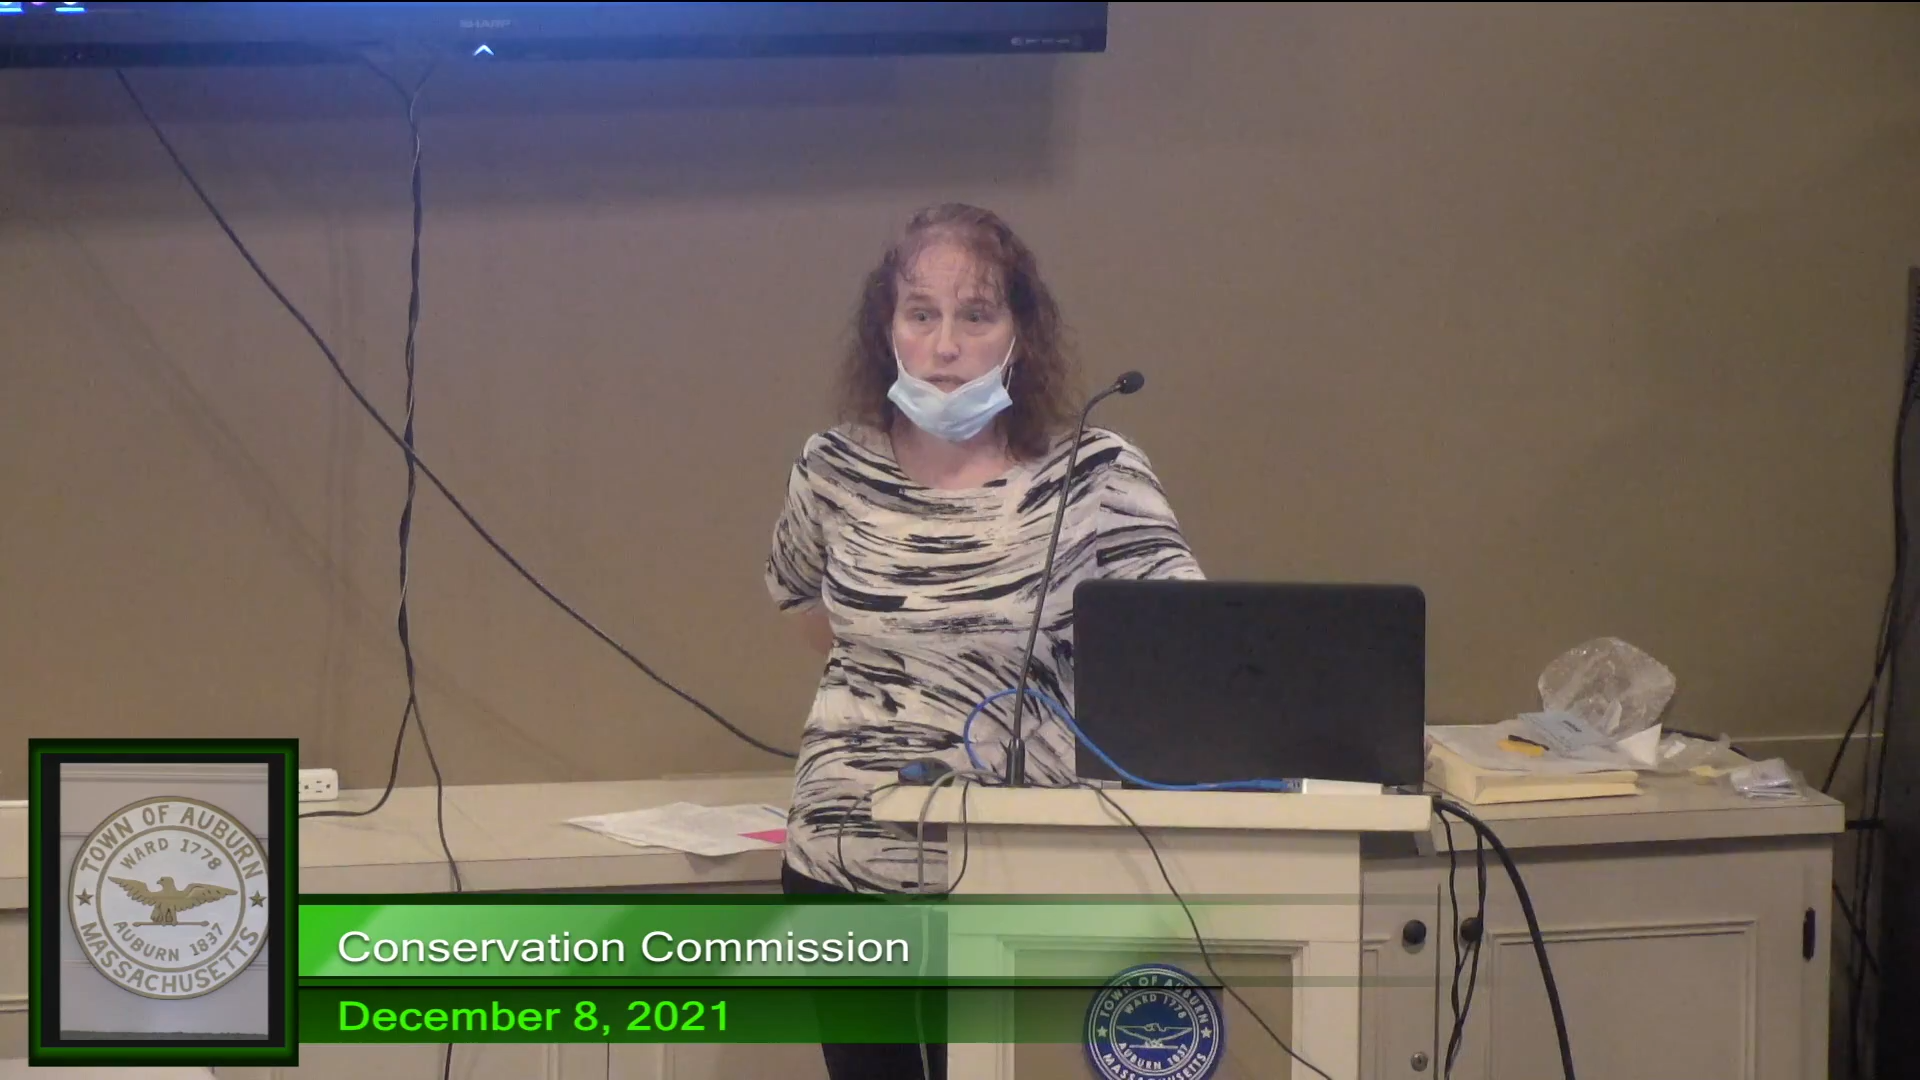 SHARP
TOWN OF AUBURN
WARD 1778
AUBURN 1837
MASSACHUSETTS
Conservation Commission
December 8, 2021
TOWN OF AUBURN
WARD 1778
AUBURN 1837
MASSACHUSETTS